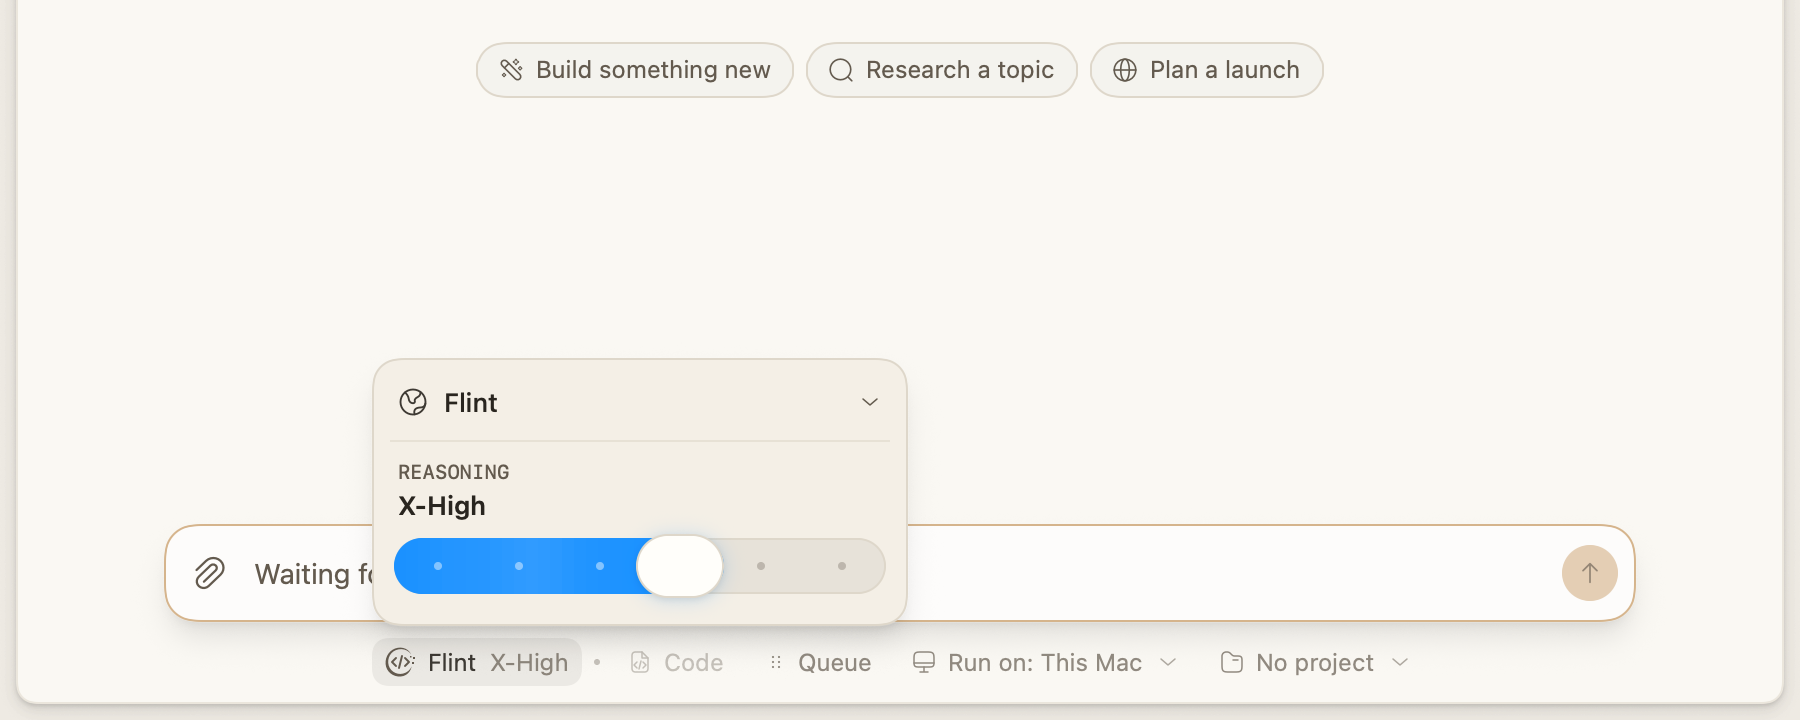 Build something new
Research a topic
Plan a launch
Flint
REASONING
X-High
Waiting
Flint X-High • Code Queue Run on: This Mac No project